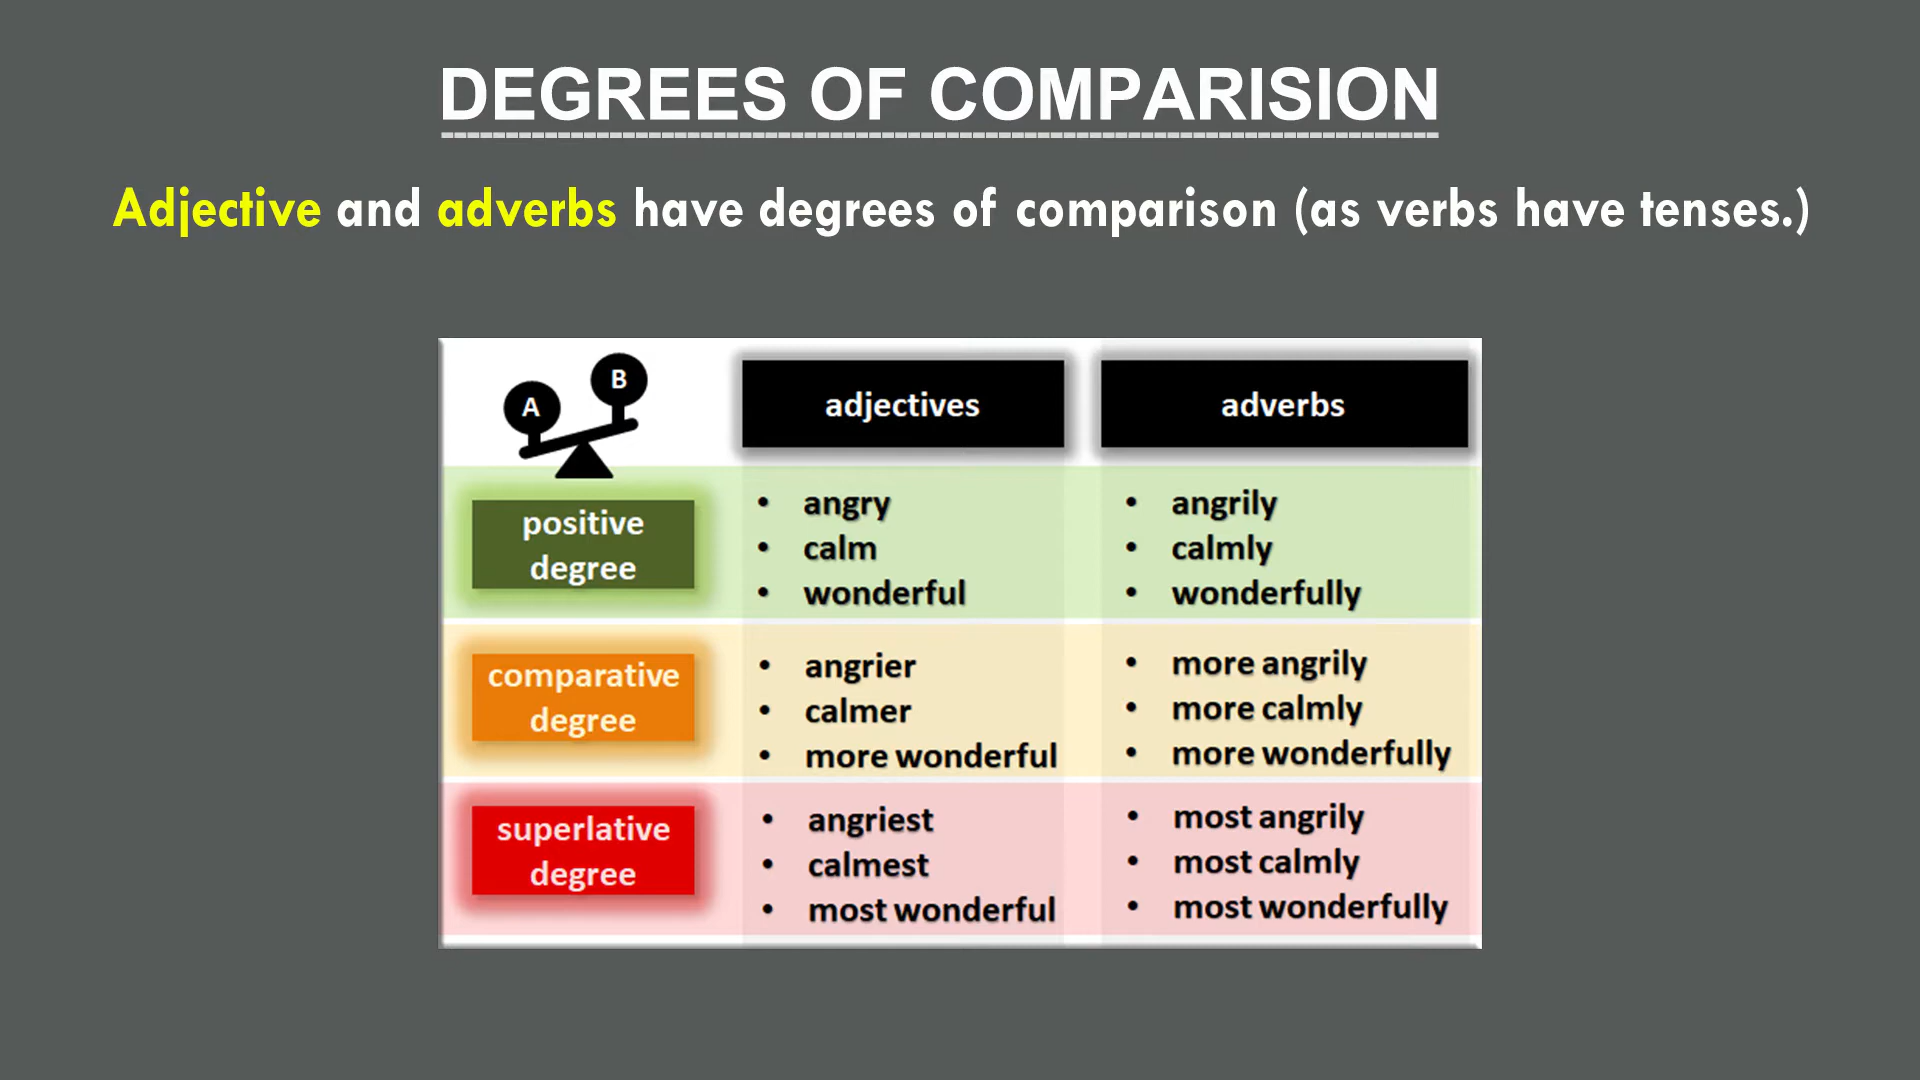 DEGREES OF COMPARISION
Adjective and adverbs have degrees of comparison (as verbs have tenses.)
A
B
adjectives
adverbs
positive
degree
• angry
• calm
• wonderful
• angrily
• calmly
• wonderfully
comparative
degree
• angrier
• calmer
• more wonderful
• more angrily
• more calmly
• more wonderfully
superlative
degree
• angriest
• calmest
• most wonderful
• most angrily
• most calmly
• most wonderfully